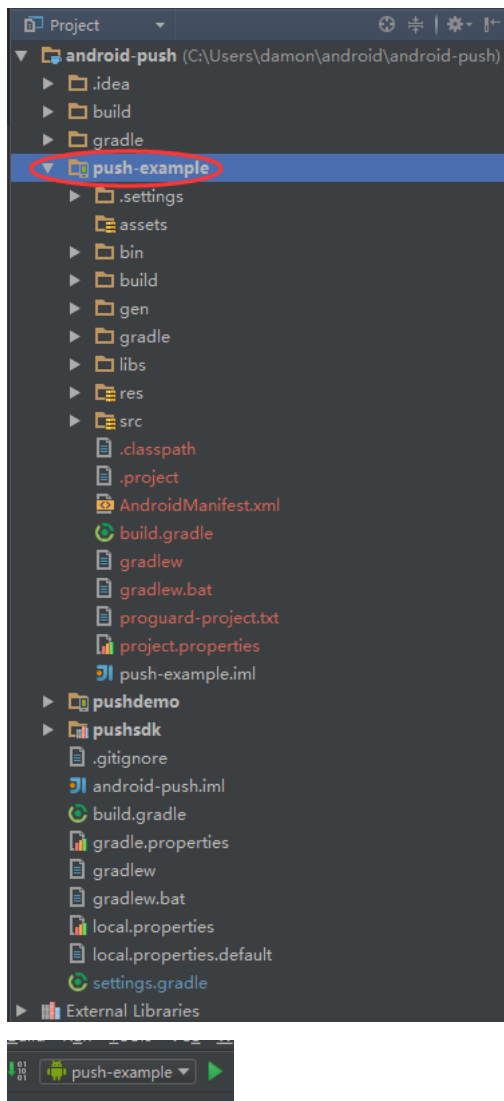 Project
android-push (C:\Users\damon\android\android-push)
.idea
build
gradle
push-example
.settings
assets
bin
build
gen
gradle
libs
res
src
.classpath
.project
AndroidManifest.xml
build.gradle
gradlew
gradlew.bat
proguard-project.txt
project.properties
push-example.iml
pushdemo
pushsdk
.gitignore
android-push.iml
build.gradle
gradle.properties
gradlew
gradlew.bat
local.properties
local.properties.default
settings.gradle
External Libraries
push-example